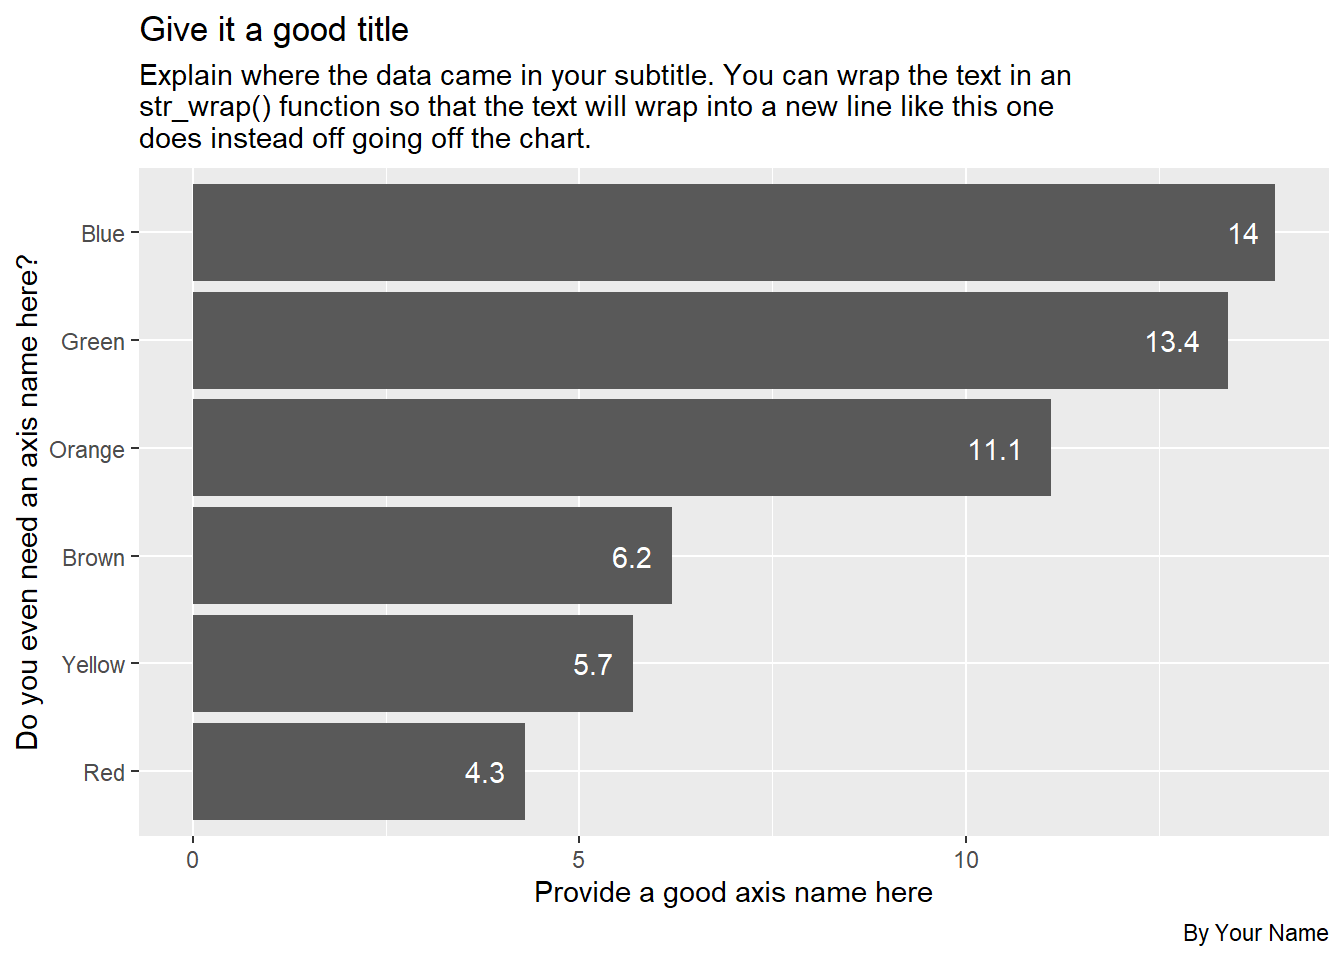 Give it a good title
Explain where the data came in your subtitle. You can wrap the text in an
str_wrap() function so that the text will wrap into a new line like this one
does instead off going off the chart.
Do you even need an axis name here?
Blue
14
Green
13.4
Orange
11.1
Brown
6.2
Yellow
5.7
Red
4.3
0
5
10
Provide a good axis name here
By Your Name